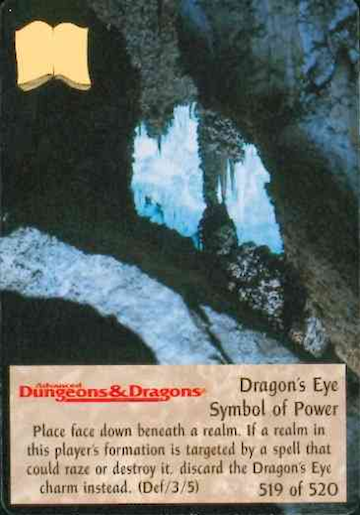 Advanced
Dungeons&Dragons®
Dragon's Eye
Symbol of Power
Place face down beneath a realm. If a realm in
this player's formation is targeted by a spell that
could raze or destroy it, discard the Dragon's Eye
charm instead. (Def/3/5)
519 of 520